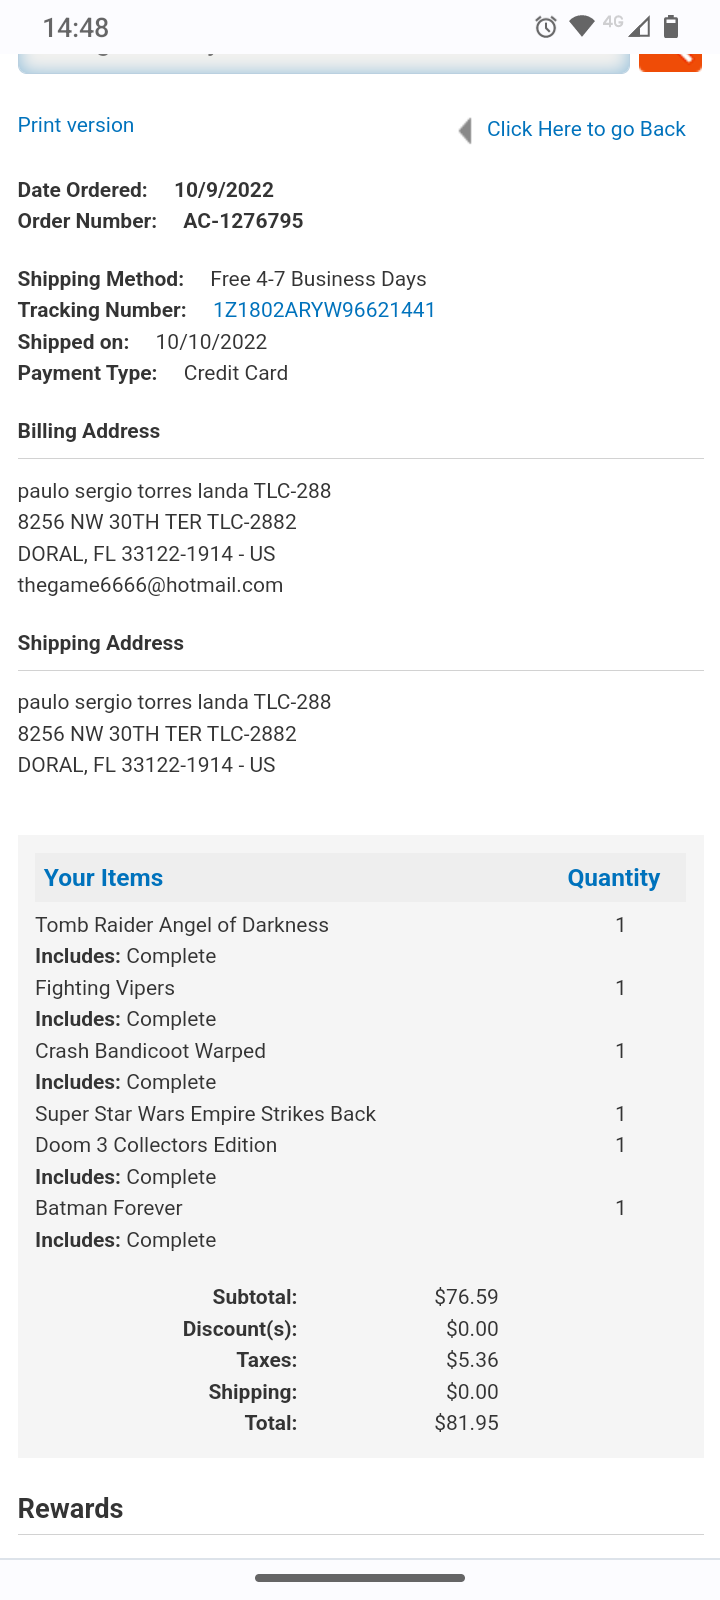 14:48
4G
Print version
Click Here to go Back
Date Ordered: 10/9/2022
Order Number: AC-1276795
Shipping Method: Free 4-7 Business Days
Tracking Number: 1Z1802ARYW96621441
Shipped on: 10/10/2022
Payment Type: Credit Card
Billing Address
paulo sergio torres landa TLC-288
8256 NW 30TH TER TLC-2882
DORAL, FL 33122-1914 - US
thegame6666@hotmail.com
Shipping Address
paulo sergio torres landa TLC-288
8256 NW 30TH TER TLC-2882
DORAL, FL 33122-1914 - US
Your Items Quantity
Tomb Raider Angel of Darkness 1
Includes: Complete
Fighting Vipers 1
Includes: Complete
Crash Bandicoot Warped 1
Includes: Complete
Super Star Wars Empire Strikes Back 1
Doom 3 Collectors Edition 1
Includes: Complete
Batman Forever 1
Includes: Complete
Subtotal: $76.59
Discount(s): $0.00
Taxes: $5.36
Shipping: $0.00
Total: $81.95
Rewards